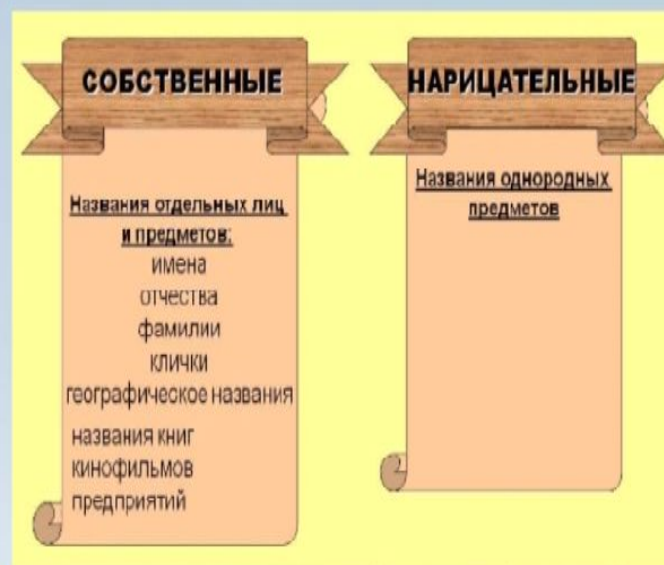 СОБСТВЕННЫЕ
Названия отдельных лиц
и предметов:
имена
отчества
фамилии
клички
географическое названия
названия книг
кинофильмов
предприятий
НАРИЦАТЕЛЬНЫЕ
Названия однородных
предметов